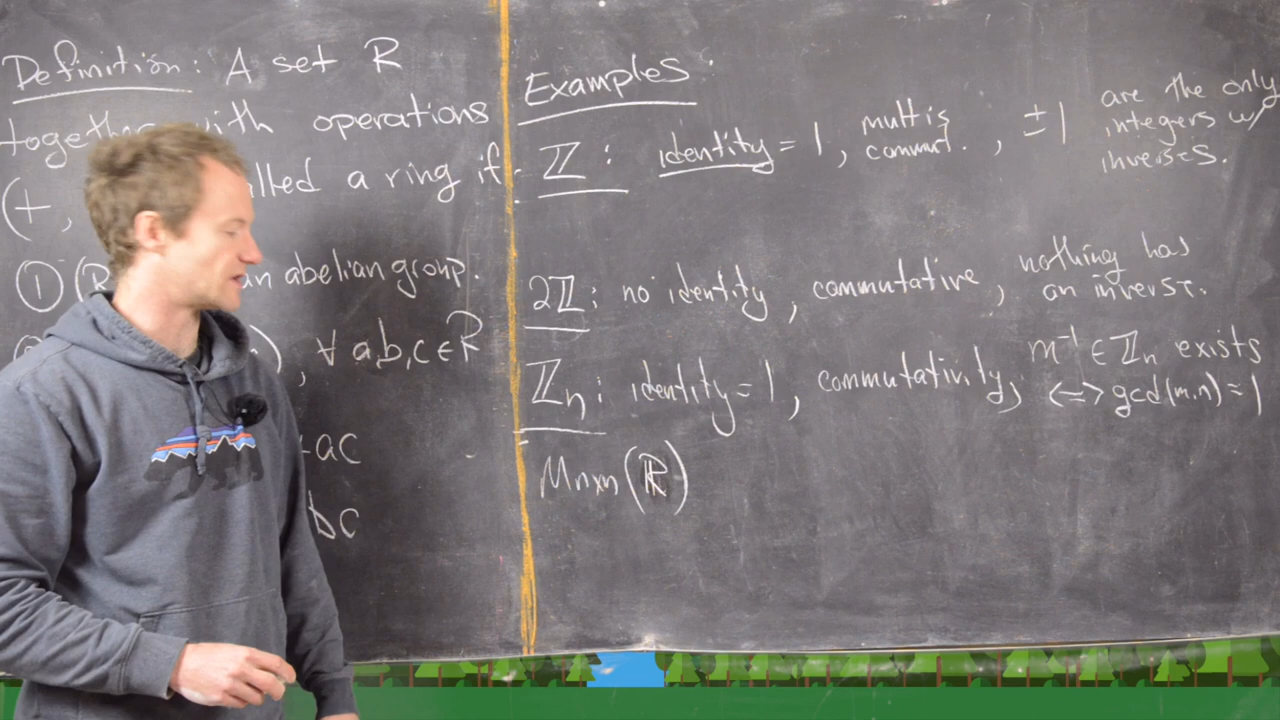 Definition: A set R
together with operations
(+, lled a ring if:
① (R an abelian group.
), ∀ a,b,c ∈ R
+ac
bc
Examples:
ℤ: identity = 1, mult is commut., ±1 are the only integers w/ inverses.
2ℤ: no identity, commutative, nothing has an inverse.
ℤn: identity = 1, commutativity, m⁻¹ ∈ ℤn exists ⟺ gcd(m,n) = 1
Mnxn(ℝ)